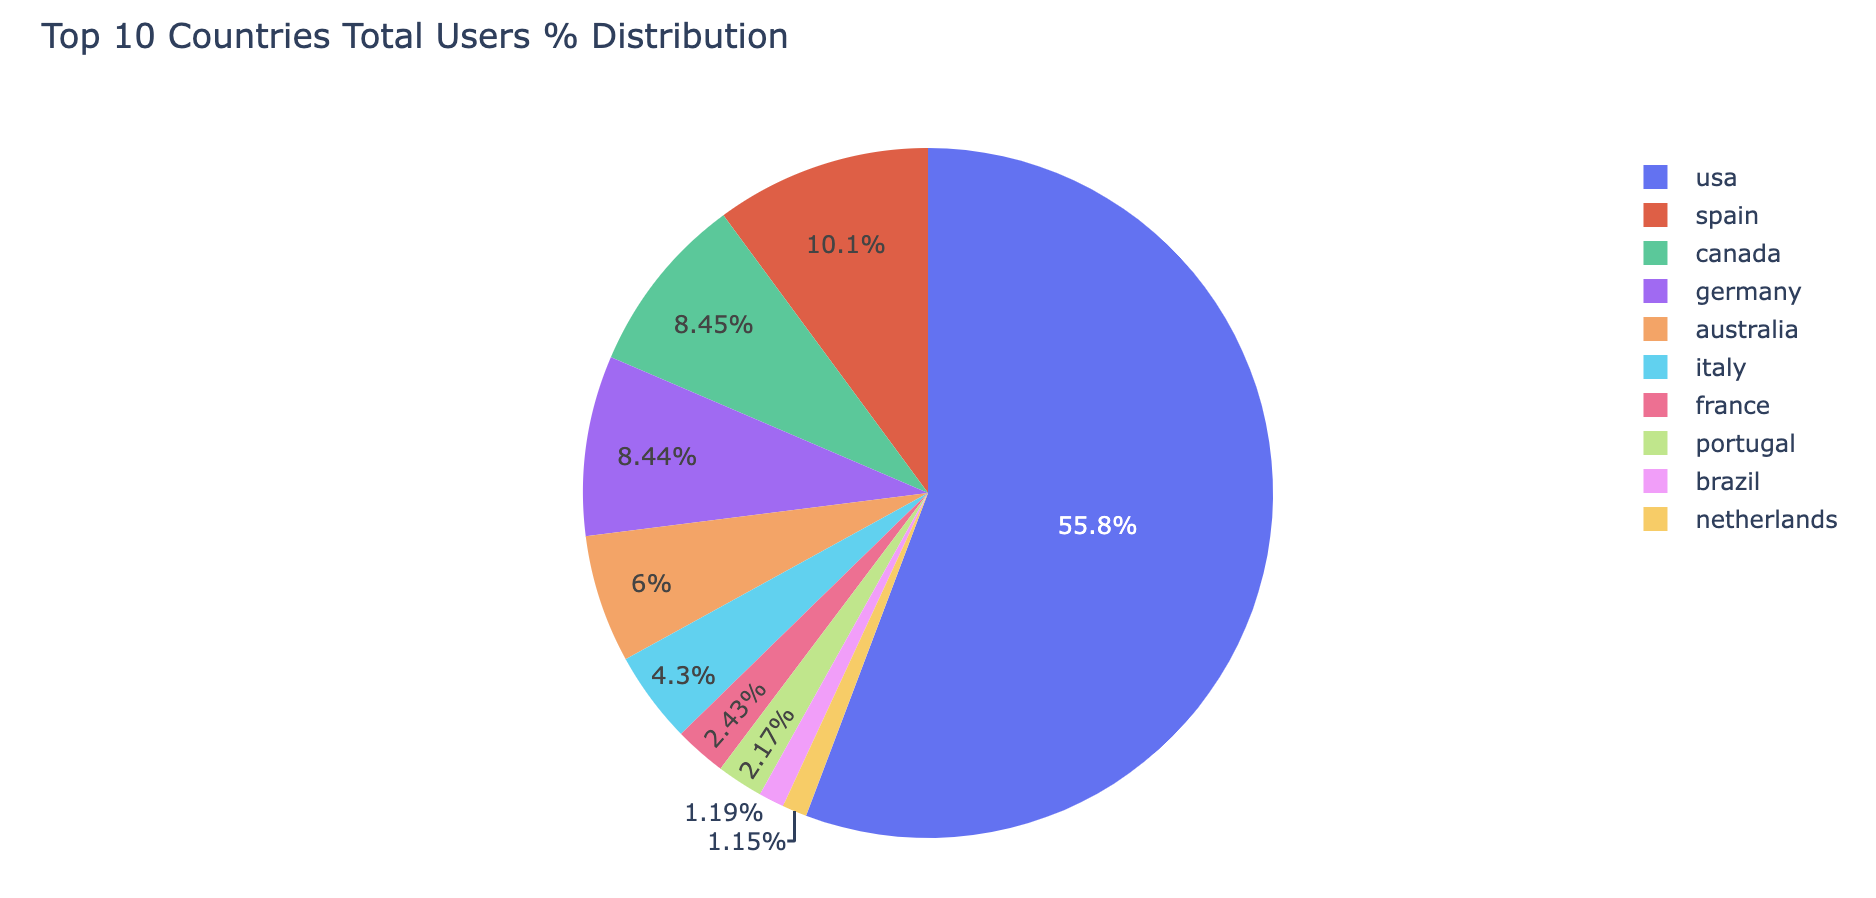 Top 10 Countries Total Users % Distribution
10.1%
8.45%
8.44%
6%
4.3%
2.43%
2.17%
1.19%
1.15%
55.8%
usa
spain
canada
germany
australia
italy
france
portugal
brazil
netherlands